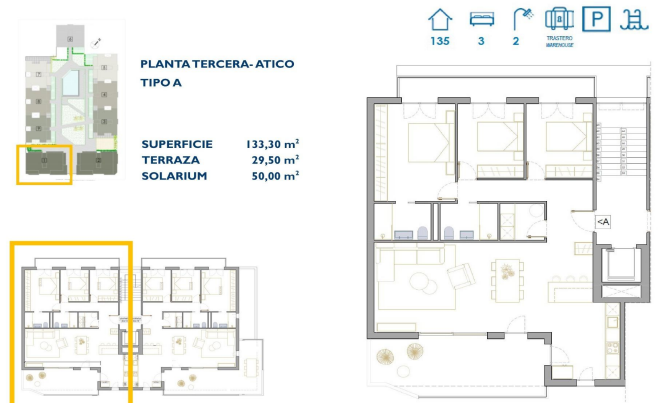 PLANTA TERCERA- ATICO
TIPO A
SUPERFICIE 133,30 m²
TERRAZA 29,50 m²
SOLARIUM 50,00 m²
135
3
2
TRASTERO
WAREHOUSE
P
<A